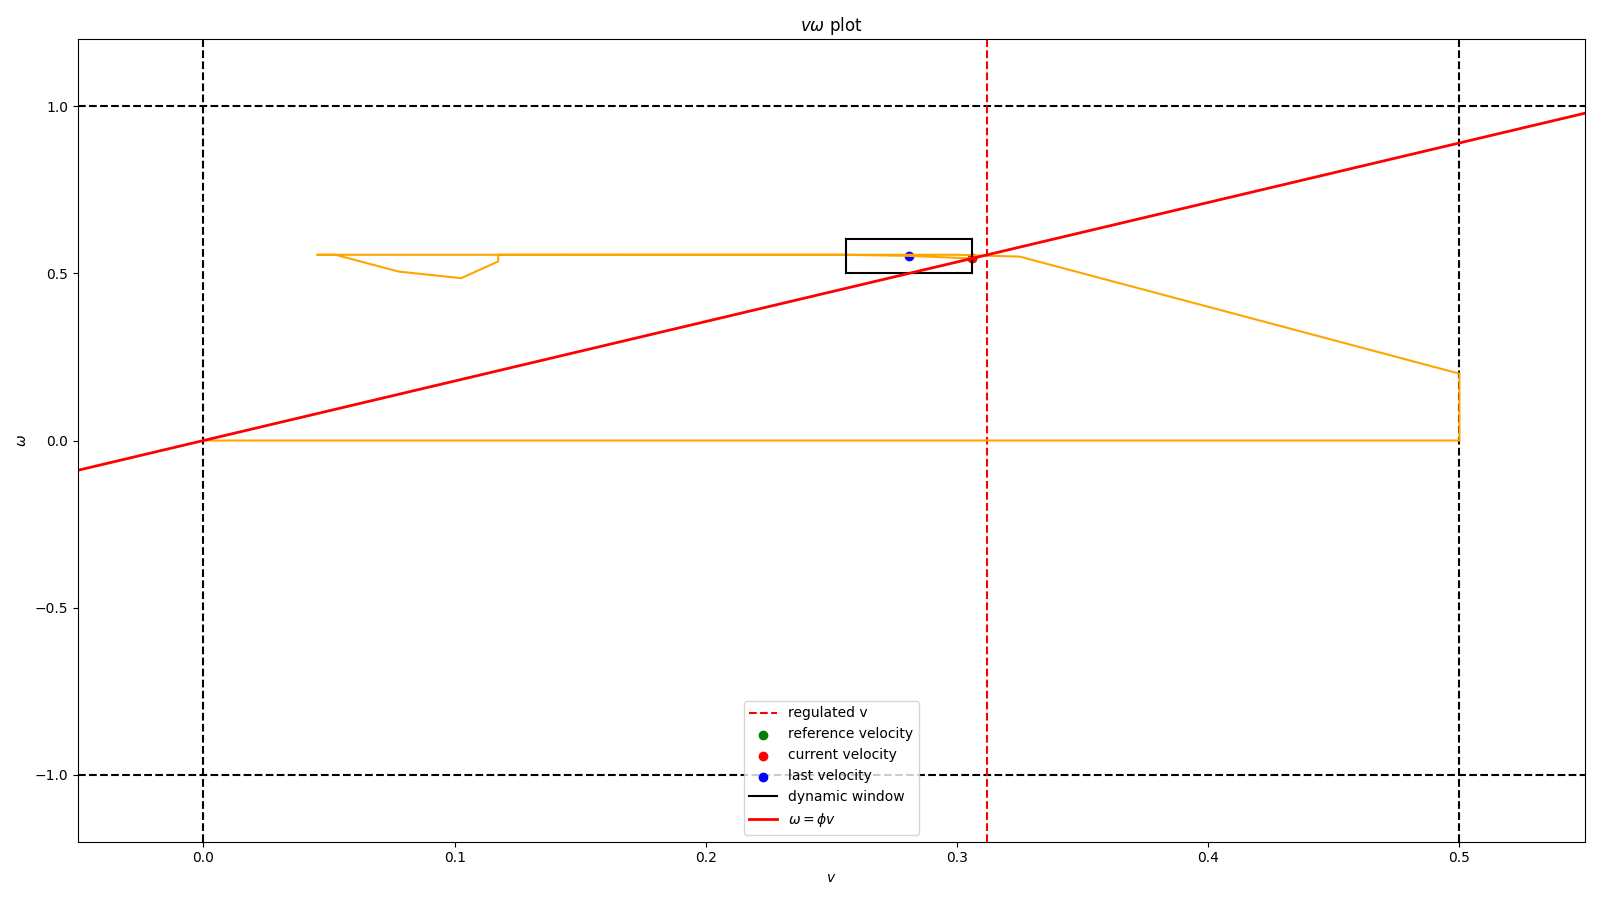 vω plot
1.0
0.5
0.0
−0.5
−1.0
ω
0.0
0.1
0.2
0.3
0.4
0.5
v
regulated v
reference velocity
current velocity
last velocity
dynamic window
ω = ϕv